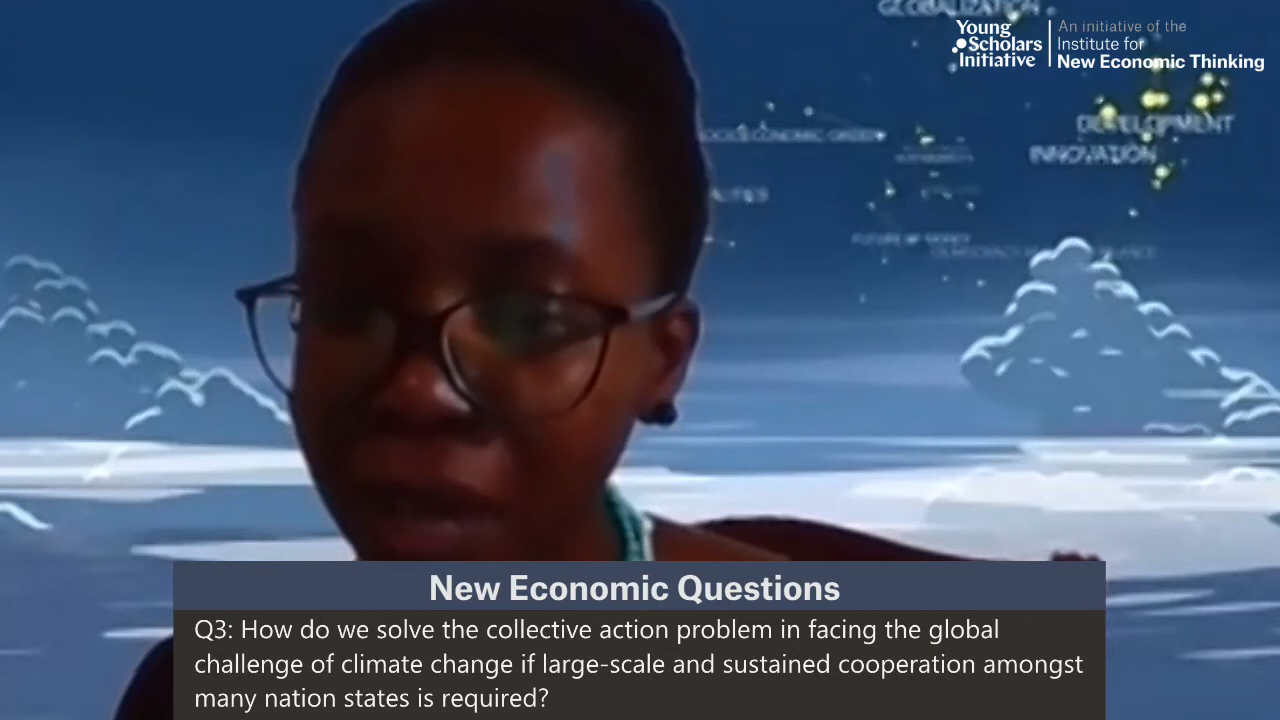 GLOBALIZATION
Young
Scholars
Initiative
An initiative of the
Institute for
New Economic Thinking
DEVELOPMENT
INNOVATION
New Economic Questions
Q3: How do we solve the collective action problem in facing the global
challenge of climate change if large-scale and sustained cooperation amongst
many nation states is required?